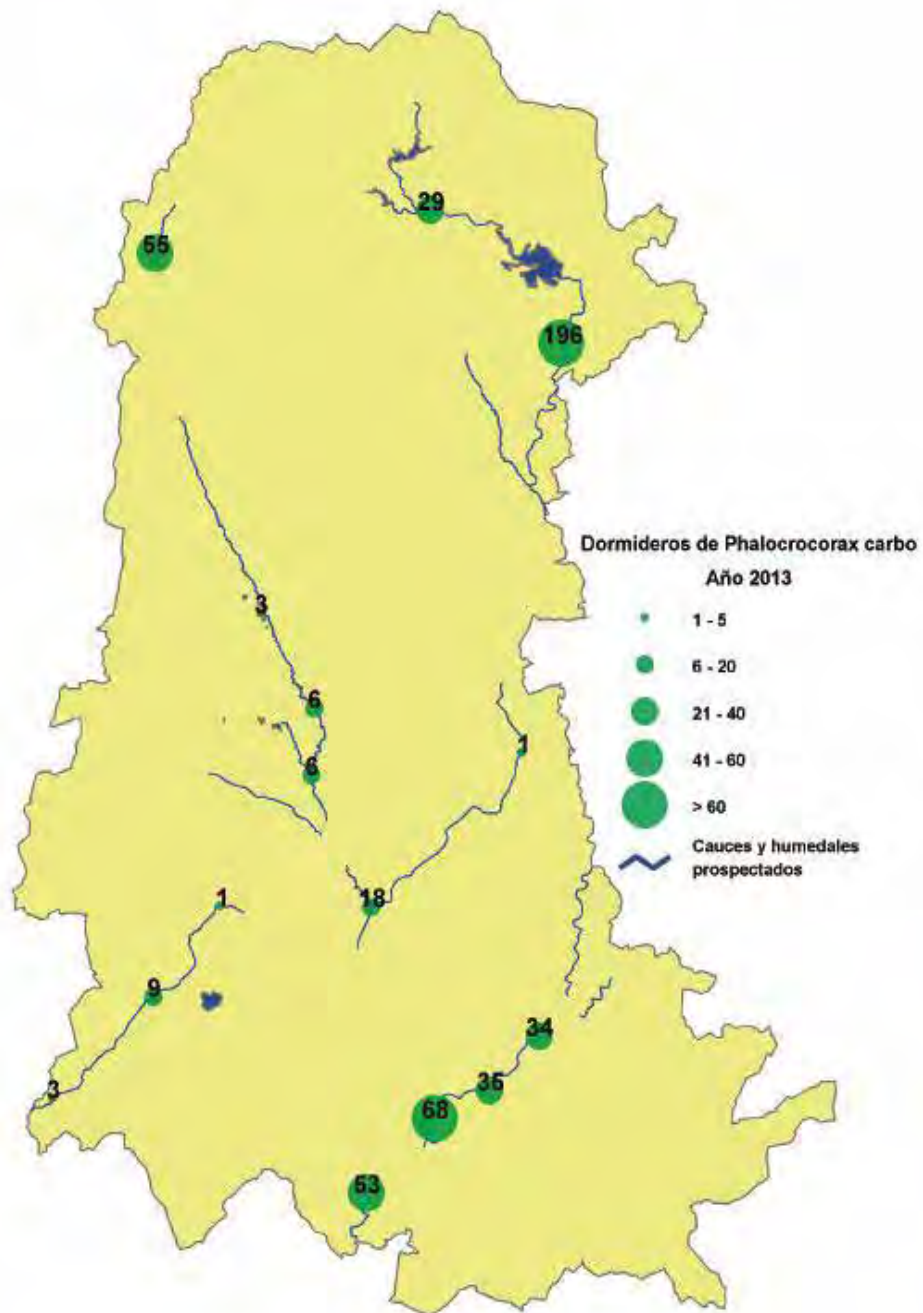 29
55
196
Dormideros de Phalocrocorax carbo
Año 2013
1 - 5
6 - 20
21 - 40
41 - 60
> 60
Cauces y humedales
prospectados
3
6
1
6
18
1
9
34
35
3
68
53